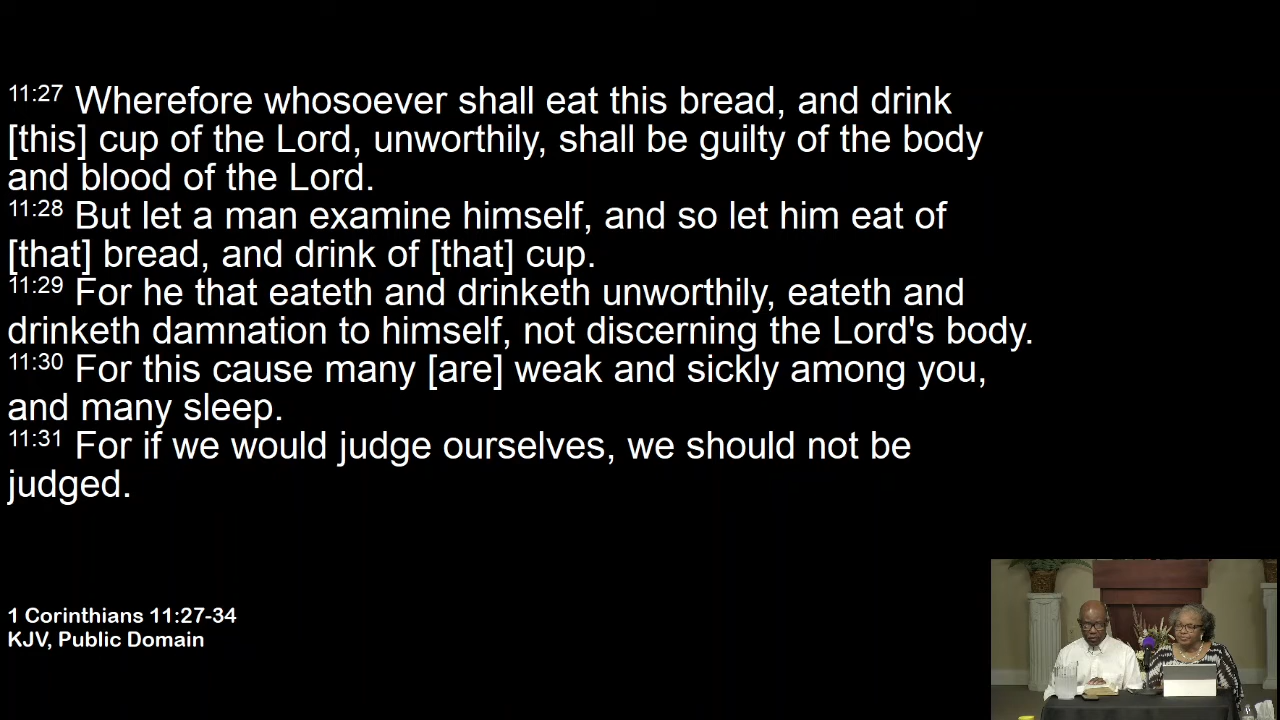 11:27 Wherefore whosoever shall eat this bread, and drink
[this] cup of the Lord, unworthily, shall be guilty of the body
and blood of the Lord.
11:28 But let a man examine himself, and so let him eat of
[that] bread, and drink of [that] cup.
11:29 For he that eateth and drinketh unworthily, eateth and
drinketh damnation to himself, not discerning the Lord's body.
11:30 For this cause many [are] weak and sickly among you,
and many sleep.
11:31 For if we would judge ourselves, we should not be
judged.
1 Corinthians 11:27-34
KJV, Public Domain